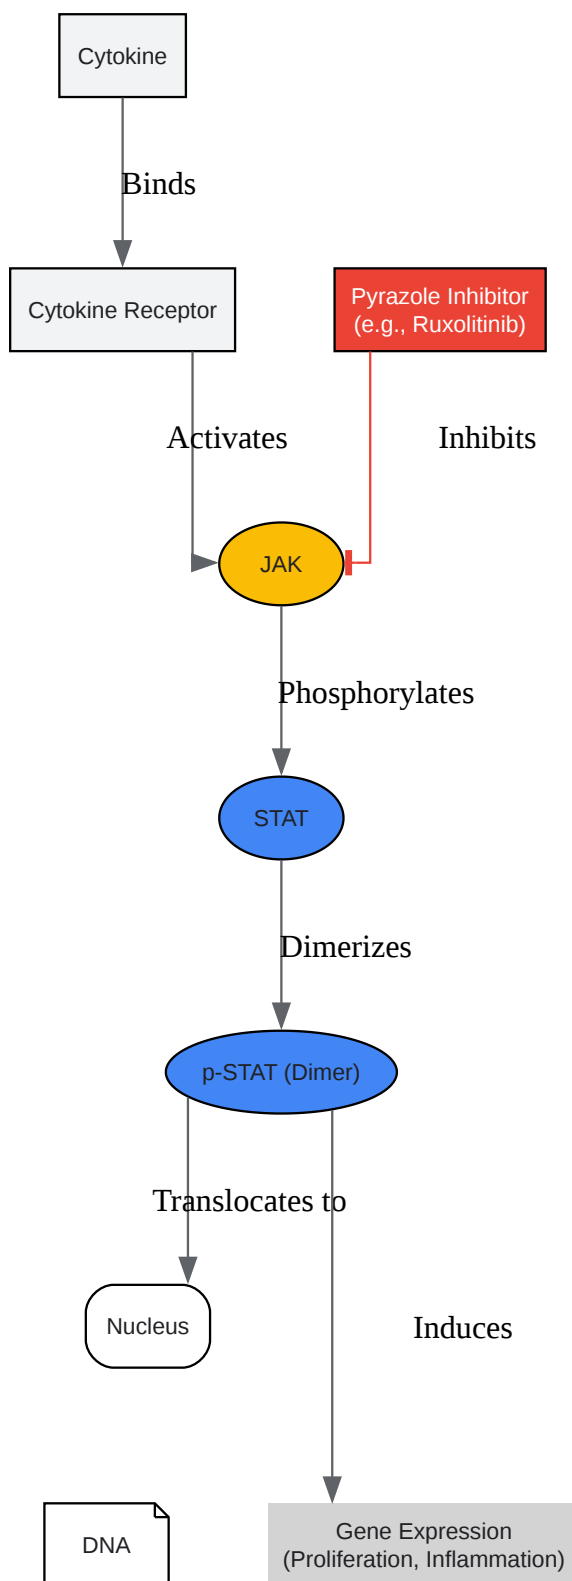 Cytokine
Binds
Cytokine Receptor
Pyrazole Inhibitor
(e.g., Ruxolitinib)
Activates
Inhibits
JAK
Phosphorylates
STAT
Dimerizes
p-STAT (Dimer)
Translocates to
Nucleus
Induces
DNA
Gene Expression
(Proliferation, Inflammation)